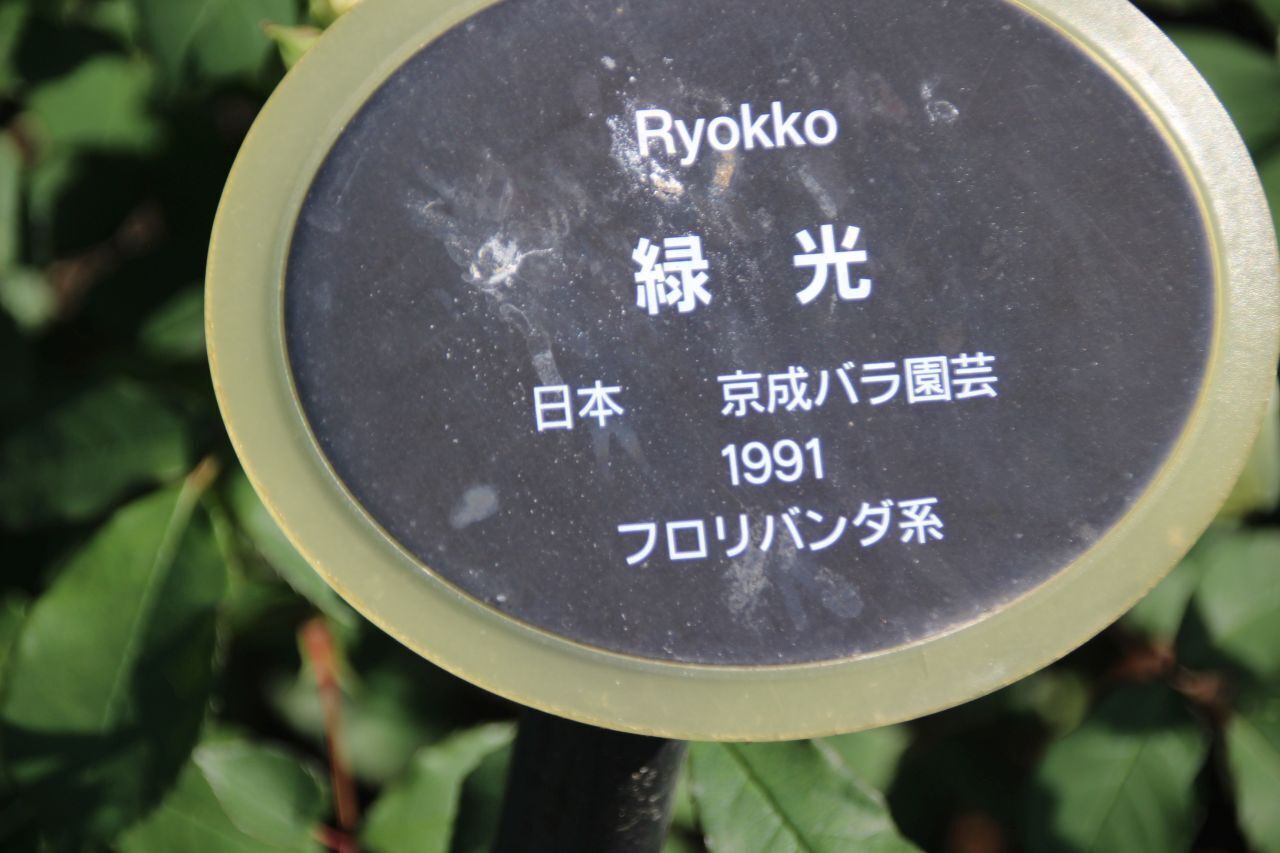 Ryokko
緑 光
日本 京成バラ園芸
1991
フロリバンダ系